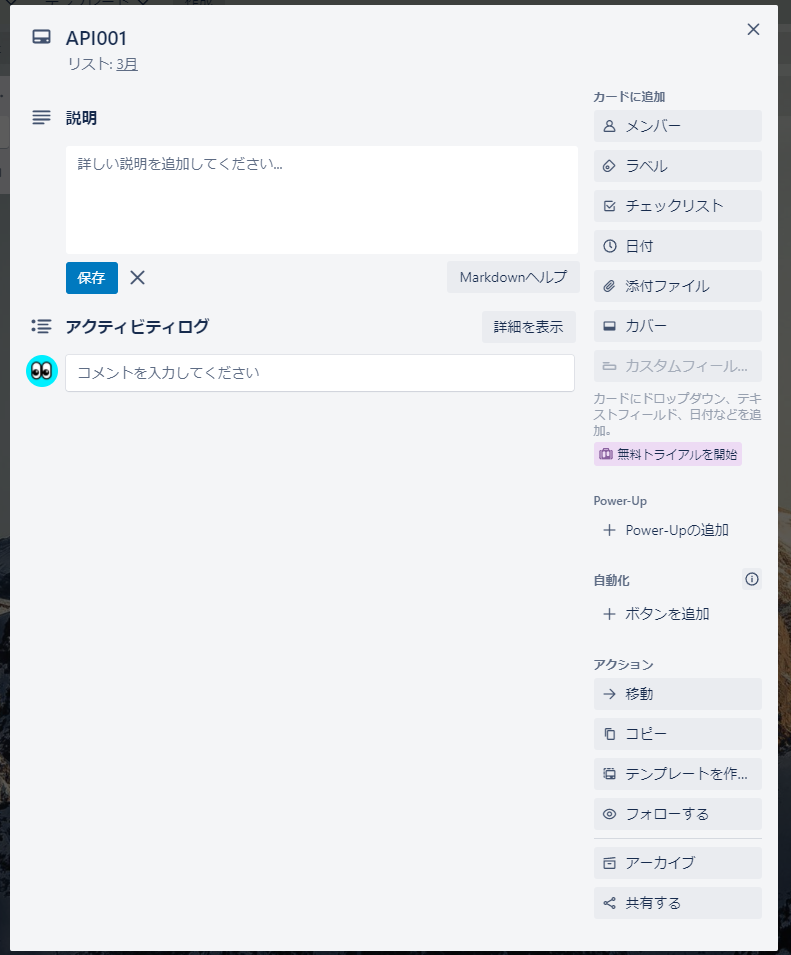 API001
リスト: 3月
説明
詳しい説明を追加してください...
保存
Markdownヘルプ
アクティビティログ
詳細を表示
コメントを入力してください
カードに追加
メンバー
ラベル
チェックリスト
日付
添付ファイル
カバー
カスタムフィール...
カードにドロップダウン、テキ
ストフィールド、日付などを追
加。
無料トライアルを開始
Power-Up
Power-Upの追加
自動化
ボタンを追加
アクション
移動
コピー
テンプレートを作...
フォローする
アーカイブ
共有する